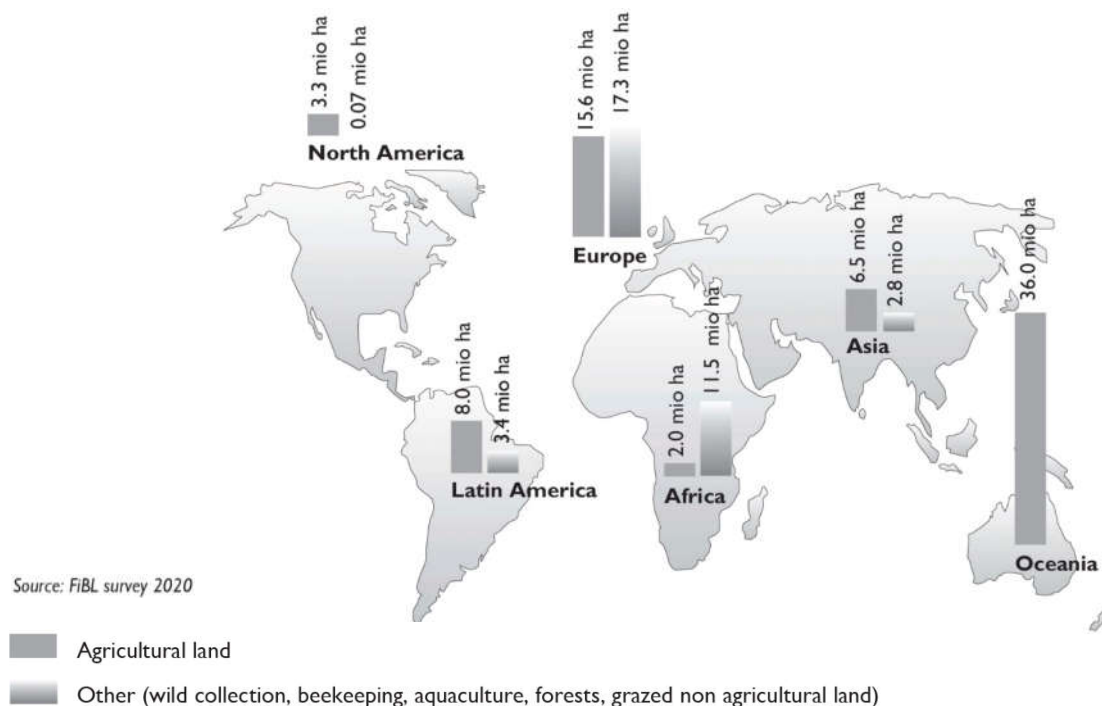 3.3 mio ha
0.07 mio ha
North America
15.6 mio ha
17.3 mio ha
Europe
6.5 mio ha
2.8 mio ha
Asia
36.0 mio ha
Oceania
8.0 mio ha
3.4 mio ha
Latin America
2.0 mio ha
11.5 mio ha
Africa
Source: FiBL survey 2020
Agricultural land
Other (wild collection, beekeeping, aquaculture, forests, grazed non agricultural land)